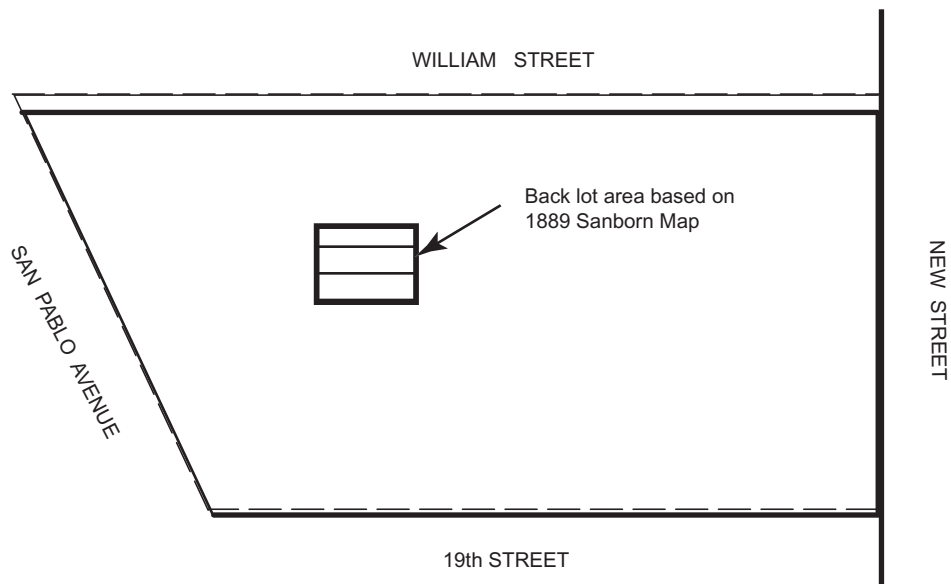 WILLIAM STREET
Back lot area based on
1889 Sanborn Map
SAN PABLO AVENUE
NEW STREET
19th STREET